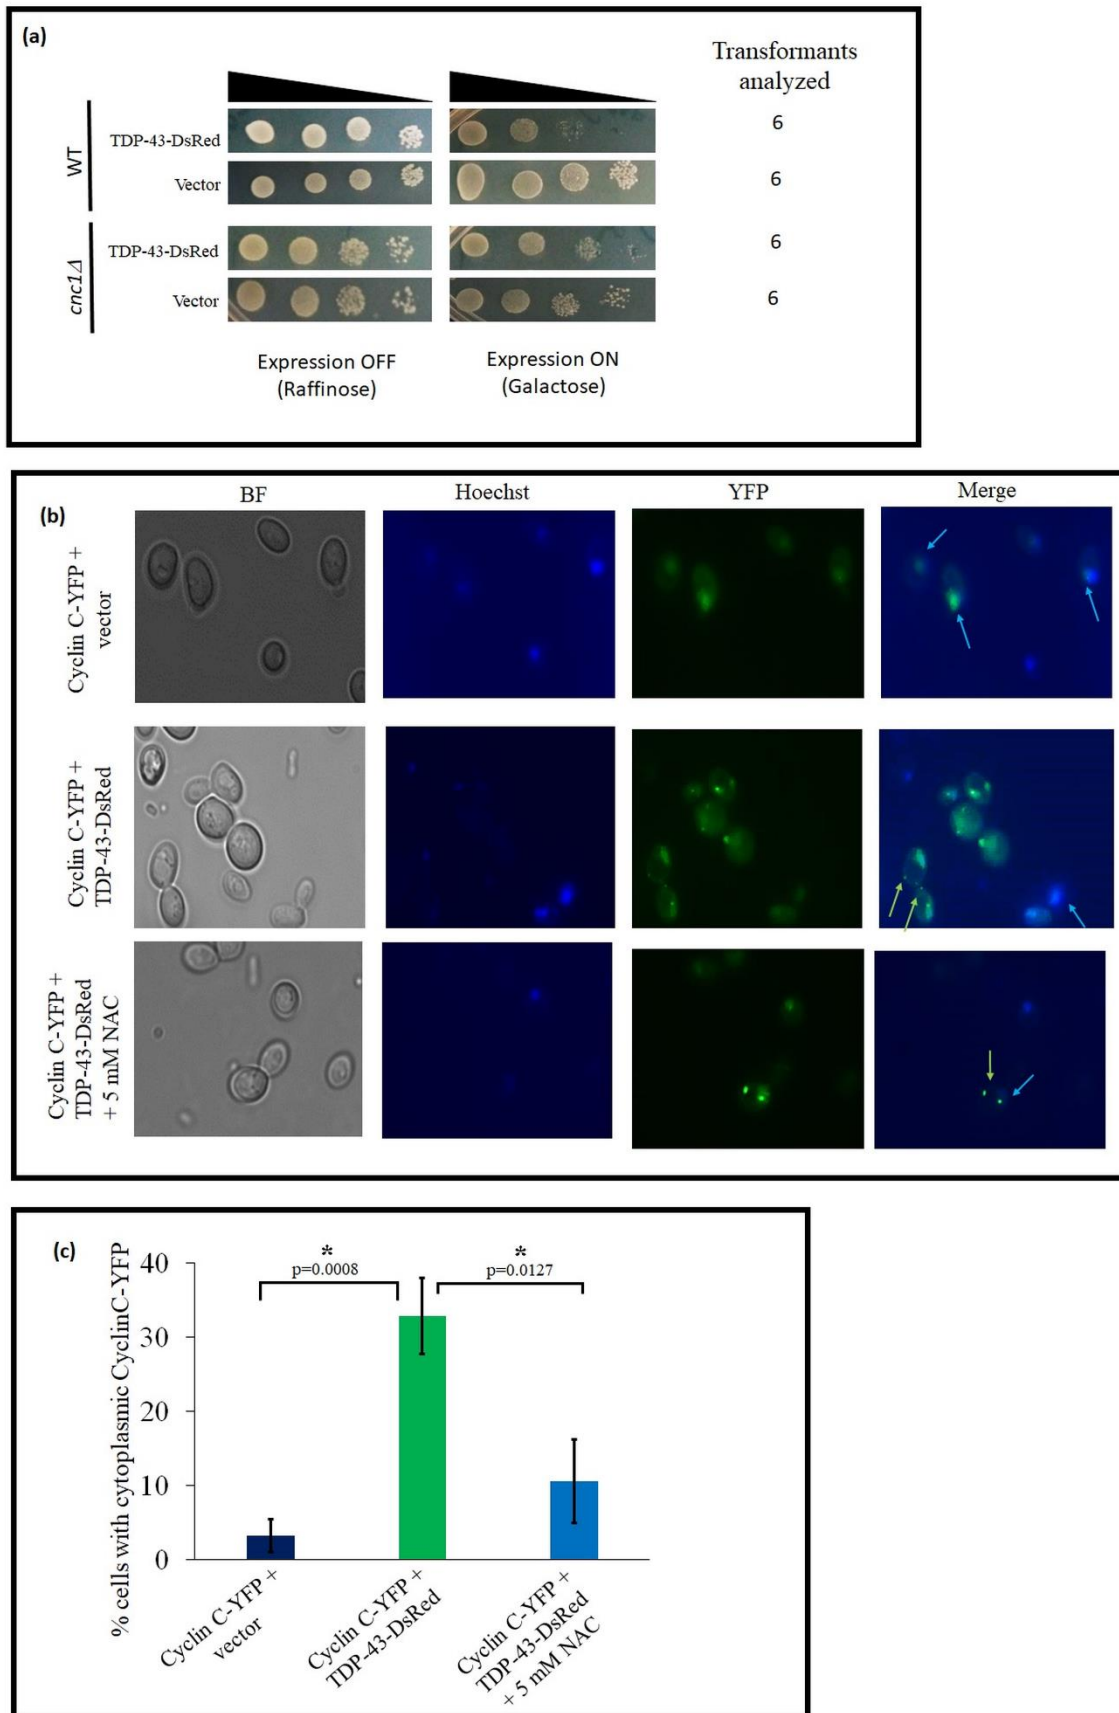 (a)
Transformants
analyzed
WT
TDP-43-DsRed
6
Vector
6
cnc1Δ
TDP-43-DsRed
6
Vector
6
Expression OFF
(Raffinose)
Expression ON
(Galactose)
(b)
BF
Hoechst
YFP
Merge
Cyclin C-YFP +
vector
Cyclin C-YFP +
TDP-43-DsRed
Cyclin C-YFP +
TDP-43-DsRed
+ 5 mM NAC
(c)
% cells with cytoplasmic CyclinC-YFP
40
30
20
10
0
*
p=0.0008
*
p=0.0127
Cyclin C-YFP +
vector
Cyclin C-YFP +
TDP-43-DsRed
Cyclin C-YFP +
TDP-43-DsRed
+ 5 mM NAC